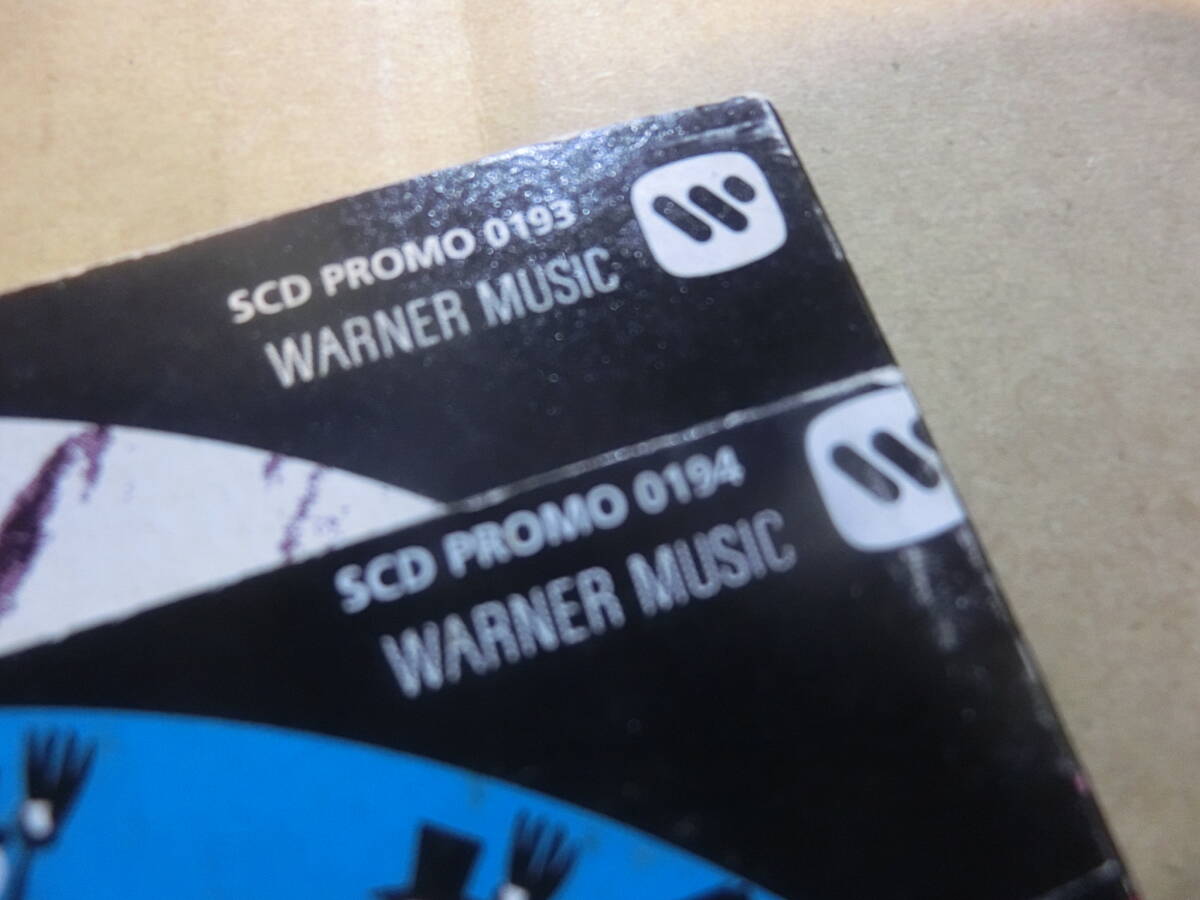 SCD PROMO 0193
WARNER MUSIC
SCD PROMO 0194
WARNER MUSIC